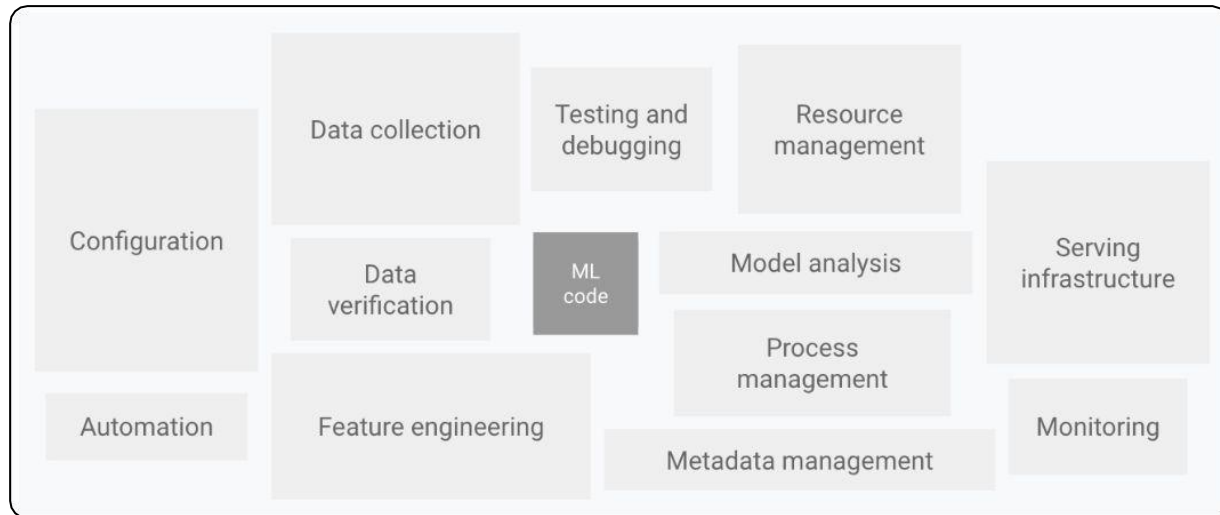 Data collection
Testing and
debugging
Resource
management
Configuration
Data
verification
ML
code
Model analysis
Serving
infrastructure
Process
management
Automation
Feature engineering
Metadata management
Monitoring